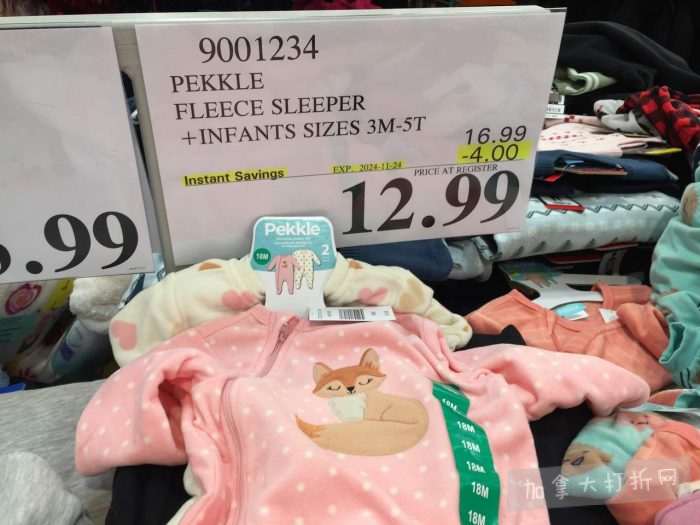 9001234
PEKKLE
FLEECE SLEEPER
+INFANTS SIZES 3M-5T
16.99
-4.00
Instant Savings
EXP. 2024-11-24
PRICE AT REGISTER
12.99
.99
Pekkle
18M
2
18M
18M
18M
18M
18M
18M
加拿大打折网